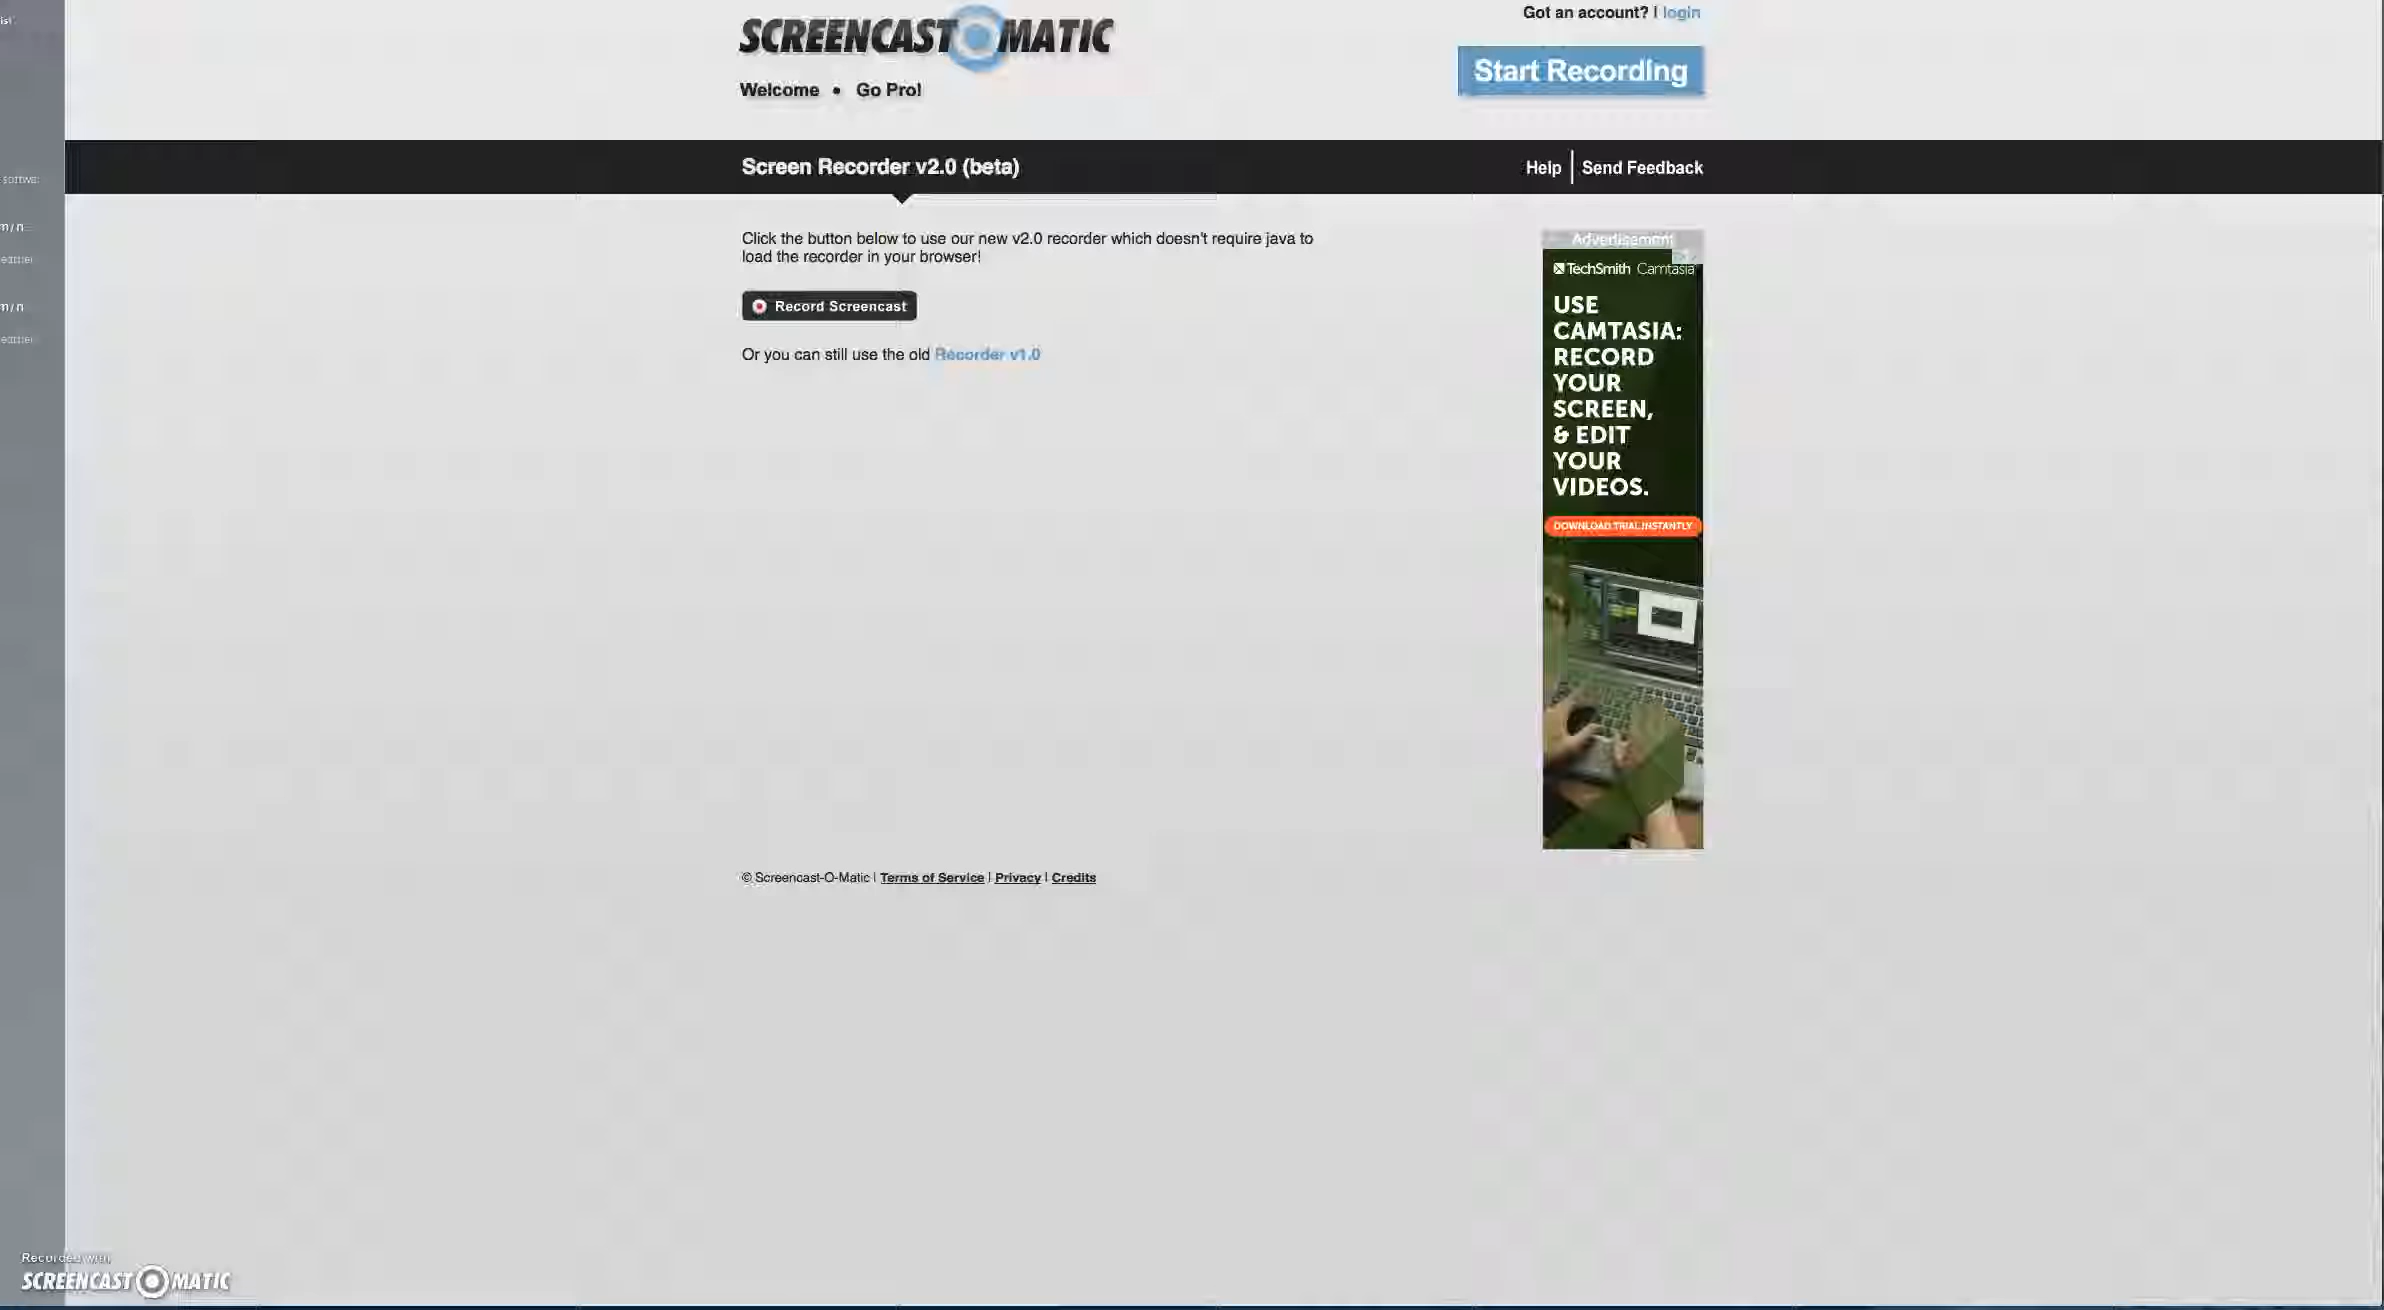 SCREENCAST O MATIC
Got an account? | login
Start Recording
Welcome • Go Pro!
Screen Recorder v2.0 (beta)
Help | Send Feedback
Click the button below to use our new v2.0 recorder which doesn't require java to
load the recorder in your browser!
Record Screencast
Or you can still use the old Recorder v1.0
Advertisement
TechSmith Camtasia
USE
CAMTASIA:
RECORD
YOUR
SCREEN,
& EDIT
YOUR
VIDEOS.
DOWNLOAD TRIAL INSTANTLY
© Screencast-O-Matic | Terms of Service | Privacy | Credits
Recorded with
SCREENCAST O MATIC